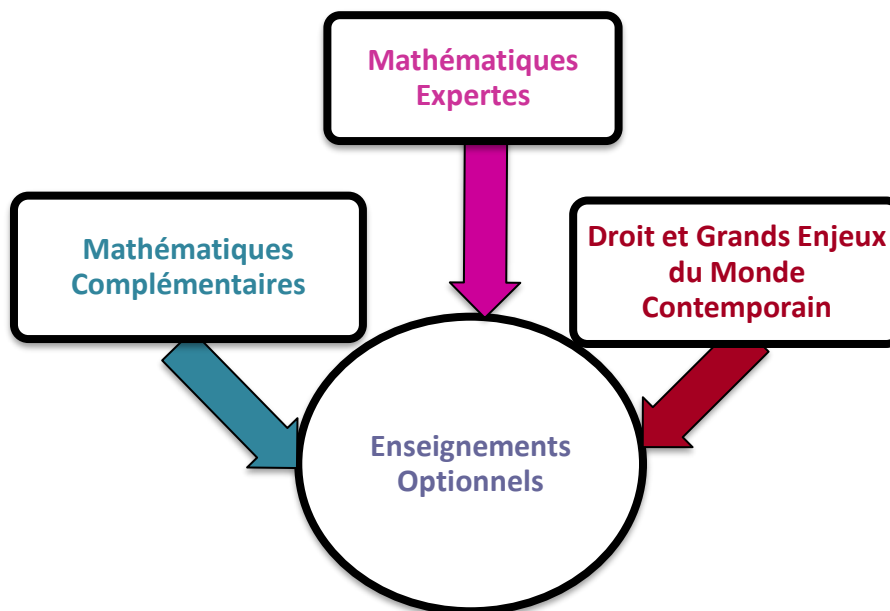 Mathématiques
Expertes
Mathématiques
Complémentaires
Droit et Grands Enjeux
du Monde
Contemporain
Enseignements
Optionnels